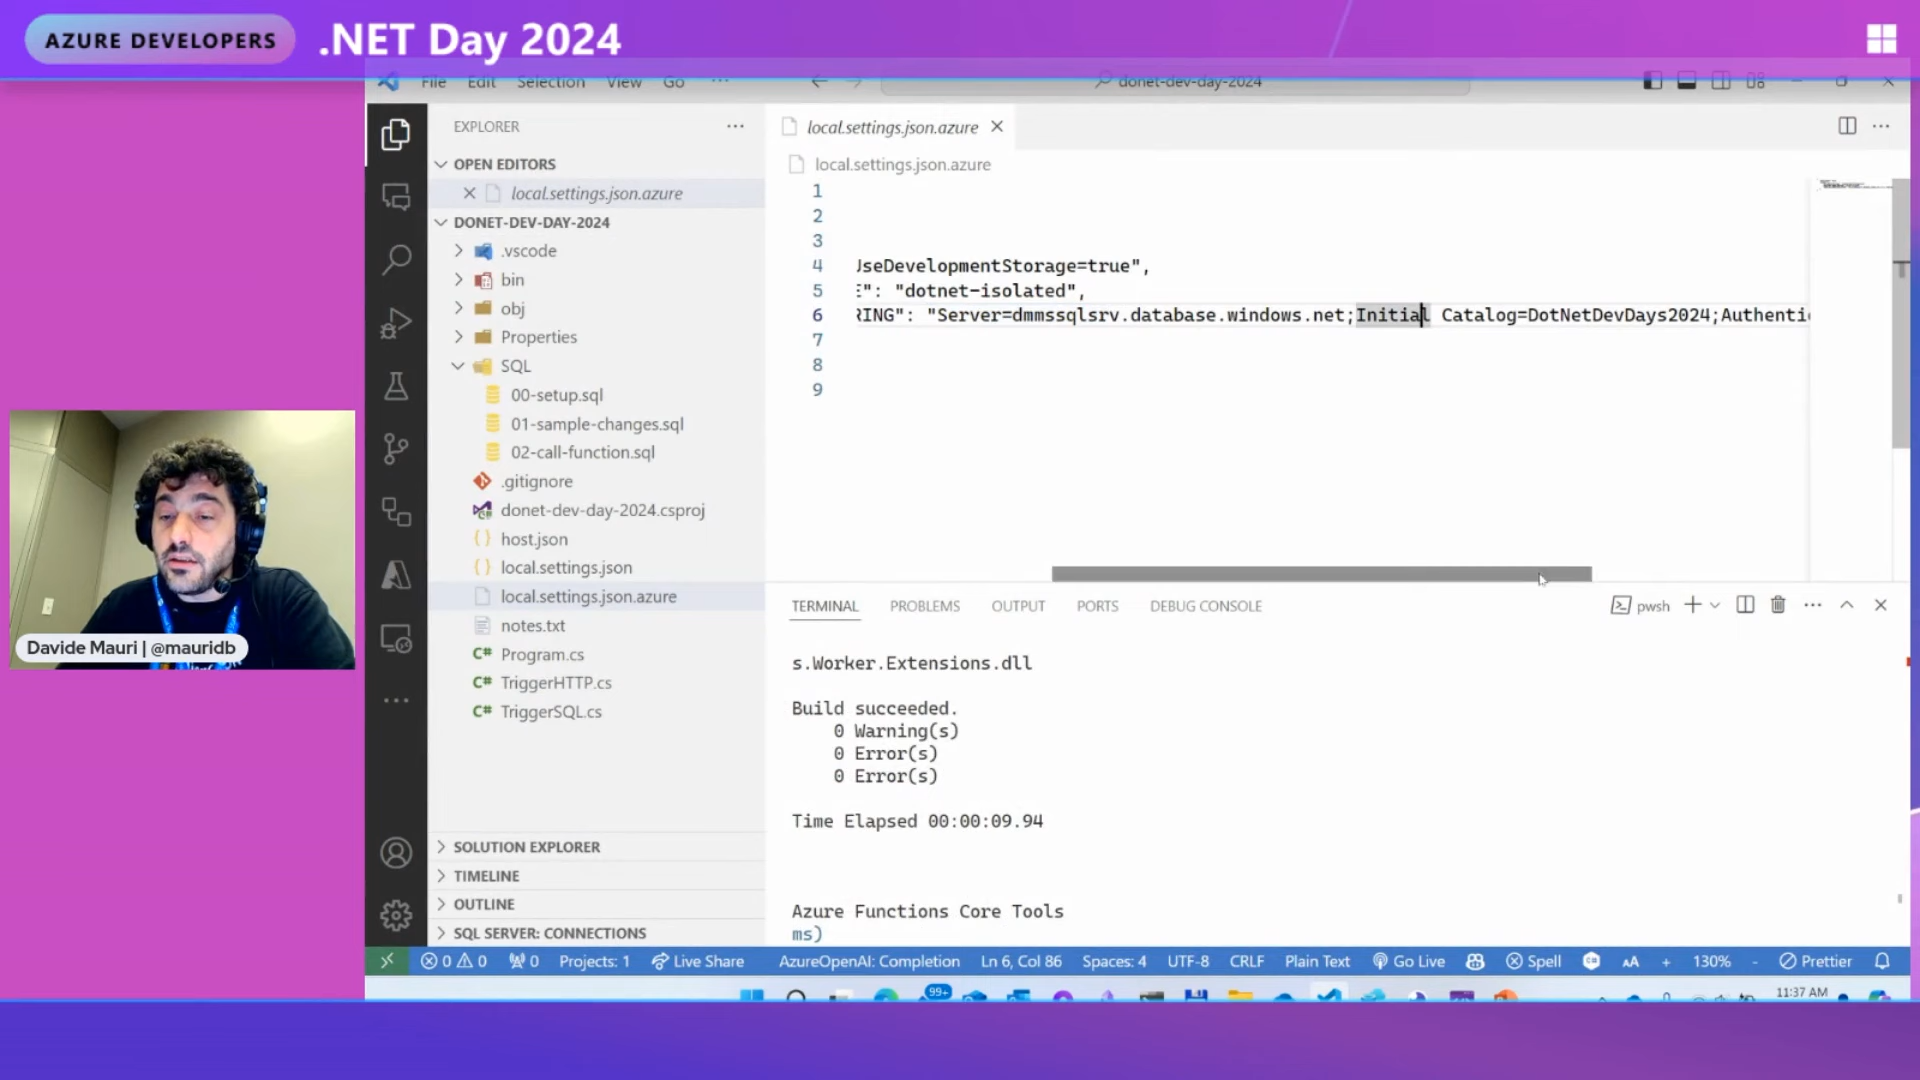 AZURE DEVELOPERS
.NET Day 2024
File Edit Selection View Go ···
donet-dev-day-2024
EXPLORER
OPEN EDITORS
local.settings.json.azure
DONET-DEV-DAY-2024
.vscode
bin
obj
Properties
SQL
00-setup.sql
01-sample-changes.sql
02-call-function.sql
.gitignore
donet-dev-day-2024.csproj
host.json
local.settings.json
local.settings.json.azure
notes.txt
Program.cs
TriggerHTTP.cs
TriggerSQL.cs
SOLUTION EXPLORER
TIMELINE
OUTLINE
SQL SERVER: CONNECTIONS
local.settings.json.azure
local.settings.json.azure
1
2
3
4 UseDevelopmentStorage=true",
5 E": "dotnet-isolated",
6 RING": "Server=dmmssqlsrv.database.windows.net;Initial Catalog=DotNetDevDays2024;Authenti
7
8
9
TERMINAL PROBLEMS OUTPUT PORTS DEBUG CONSOLE
pwsh
s.Worker.Extensions.dll
Build succeeded.
0 Warning(s)
0 Error(s)
0 Error(s)
Time Elapsed 00:00:09.94
Azure Functions Core Tools
ms)
Davide Mauri | @mauridb
0 0 0 Projects: 1 Live Share AzureOpenAI: Completion Ln 6, Col 86 Spaces: 4 UTF-8 CRLF Plain Text Go Live Spell AA + 130% - Prettier
99+
11:37 AM